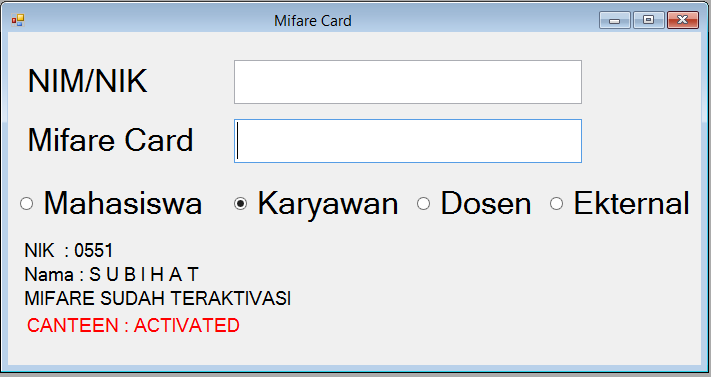 Mifare Card
NIM/NIK
Mifare Card
Mahasiswa Karyawan Dosen Ekternal
NIK : 0551
Nama : S U B I H A T
MIFARE SUDAH TERAKTIVASI
CANTEEN : ACTIVATED